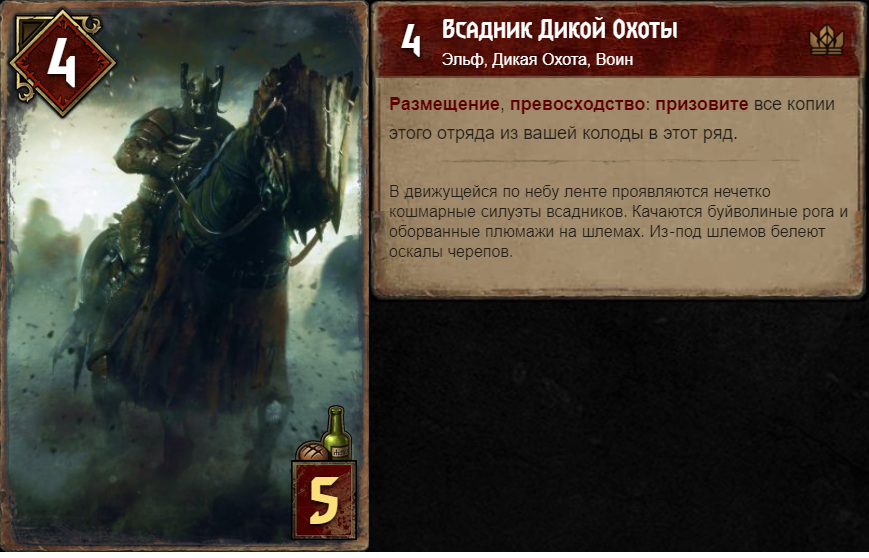 4
4
Всадник Дикой Охоты
Эльф, Дикая Охота, Воин
Размещение, превосходство: призовите все копии
этого отряда из вашей колоды в этот ряд.
В движущейся по небу ленте проявляются нечетко
кошмарные силуэты всадников. Качаются буйволиные рога и
оборванные плюмажи на шлемах. Из-под шлемов белеют
оскалы черепов.
5